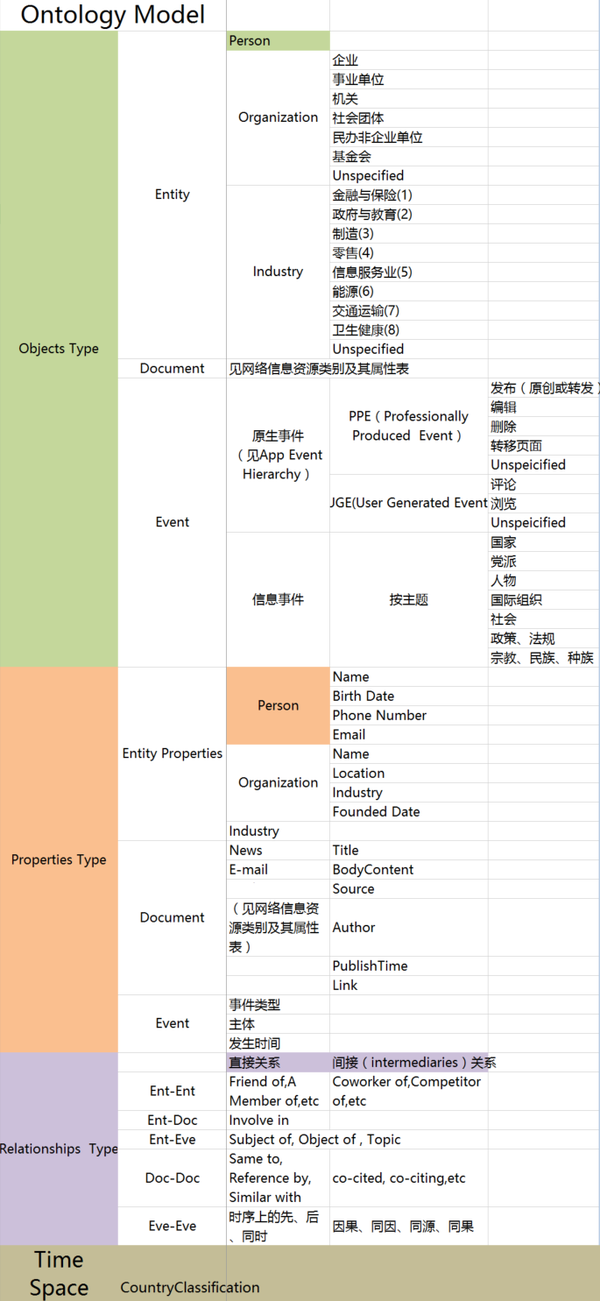 Ontology Model
Objects Type
Entity
Person
Organization
企业
事业单位
机关
社会团体
民办非企业单位
基金会
Unspecified
Industry
金融与保险(1)
政府与教育(2)
制造(3)
零售(4)
信息服务业(5)
能源(6)
交通运输(7)
卫生健康(8)
Unspecified
Document
见网络信息资源类别及其属性表
Event
原生事件
（见App Event
Hierarchy）
PPE（Professionally
Produced Event）
发布（原创或转发）
编辑
删除
转移页面
Unspeicified
JGE(User Generated Event
评论
浏览
Unspeicified
信息事件
按主题
国家
党派
人物
国际组织
社会
政策、法规
宗教、民族、种族
Properties Type
Entity Properties
Person
Name
Birth Date
Phone Number
Email
Organization
Name
Location
Industry
Founded Date
Industry
Document
News
Title
E-mail
BodyContent
Source
（见网络信息资
源类别及其属性
表）
Author
PublishTime
Link
Event
事件类型
主体
发生时间
Relationships Type
直接关系
间接（intermediaries）关系
Ent-Ent
Friend of,A
Member of,etc
Coworker of,Competitor
of,etc
Ent-Doc
Involve in
Ent-Eve
Subject of, Object of , Topic
Doc-Doc
Same to,
Reference by,
Similar with
co-cited, co-citing,etc
Eve-Eve
时序上的先、后
、同时
因果、同因、同源、同果
Time
Space
CountryClassification